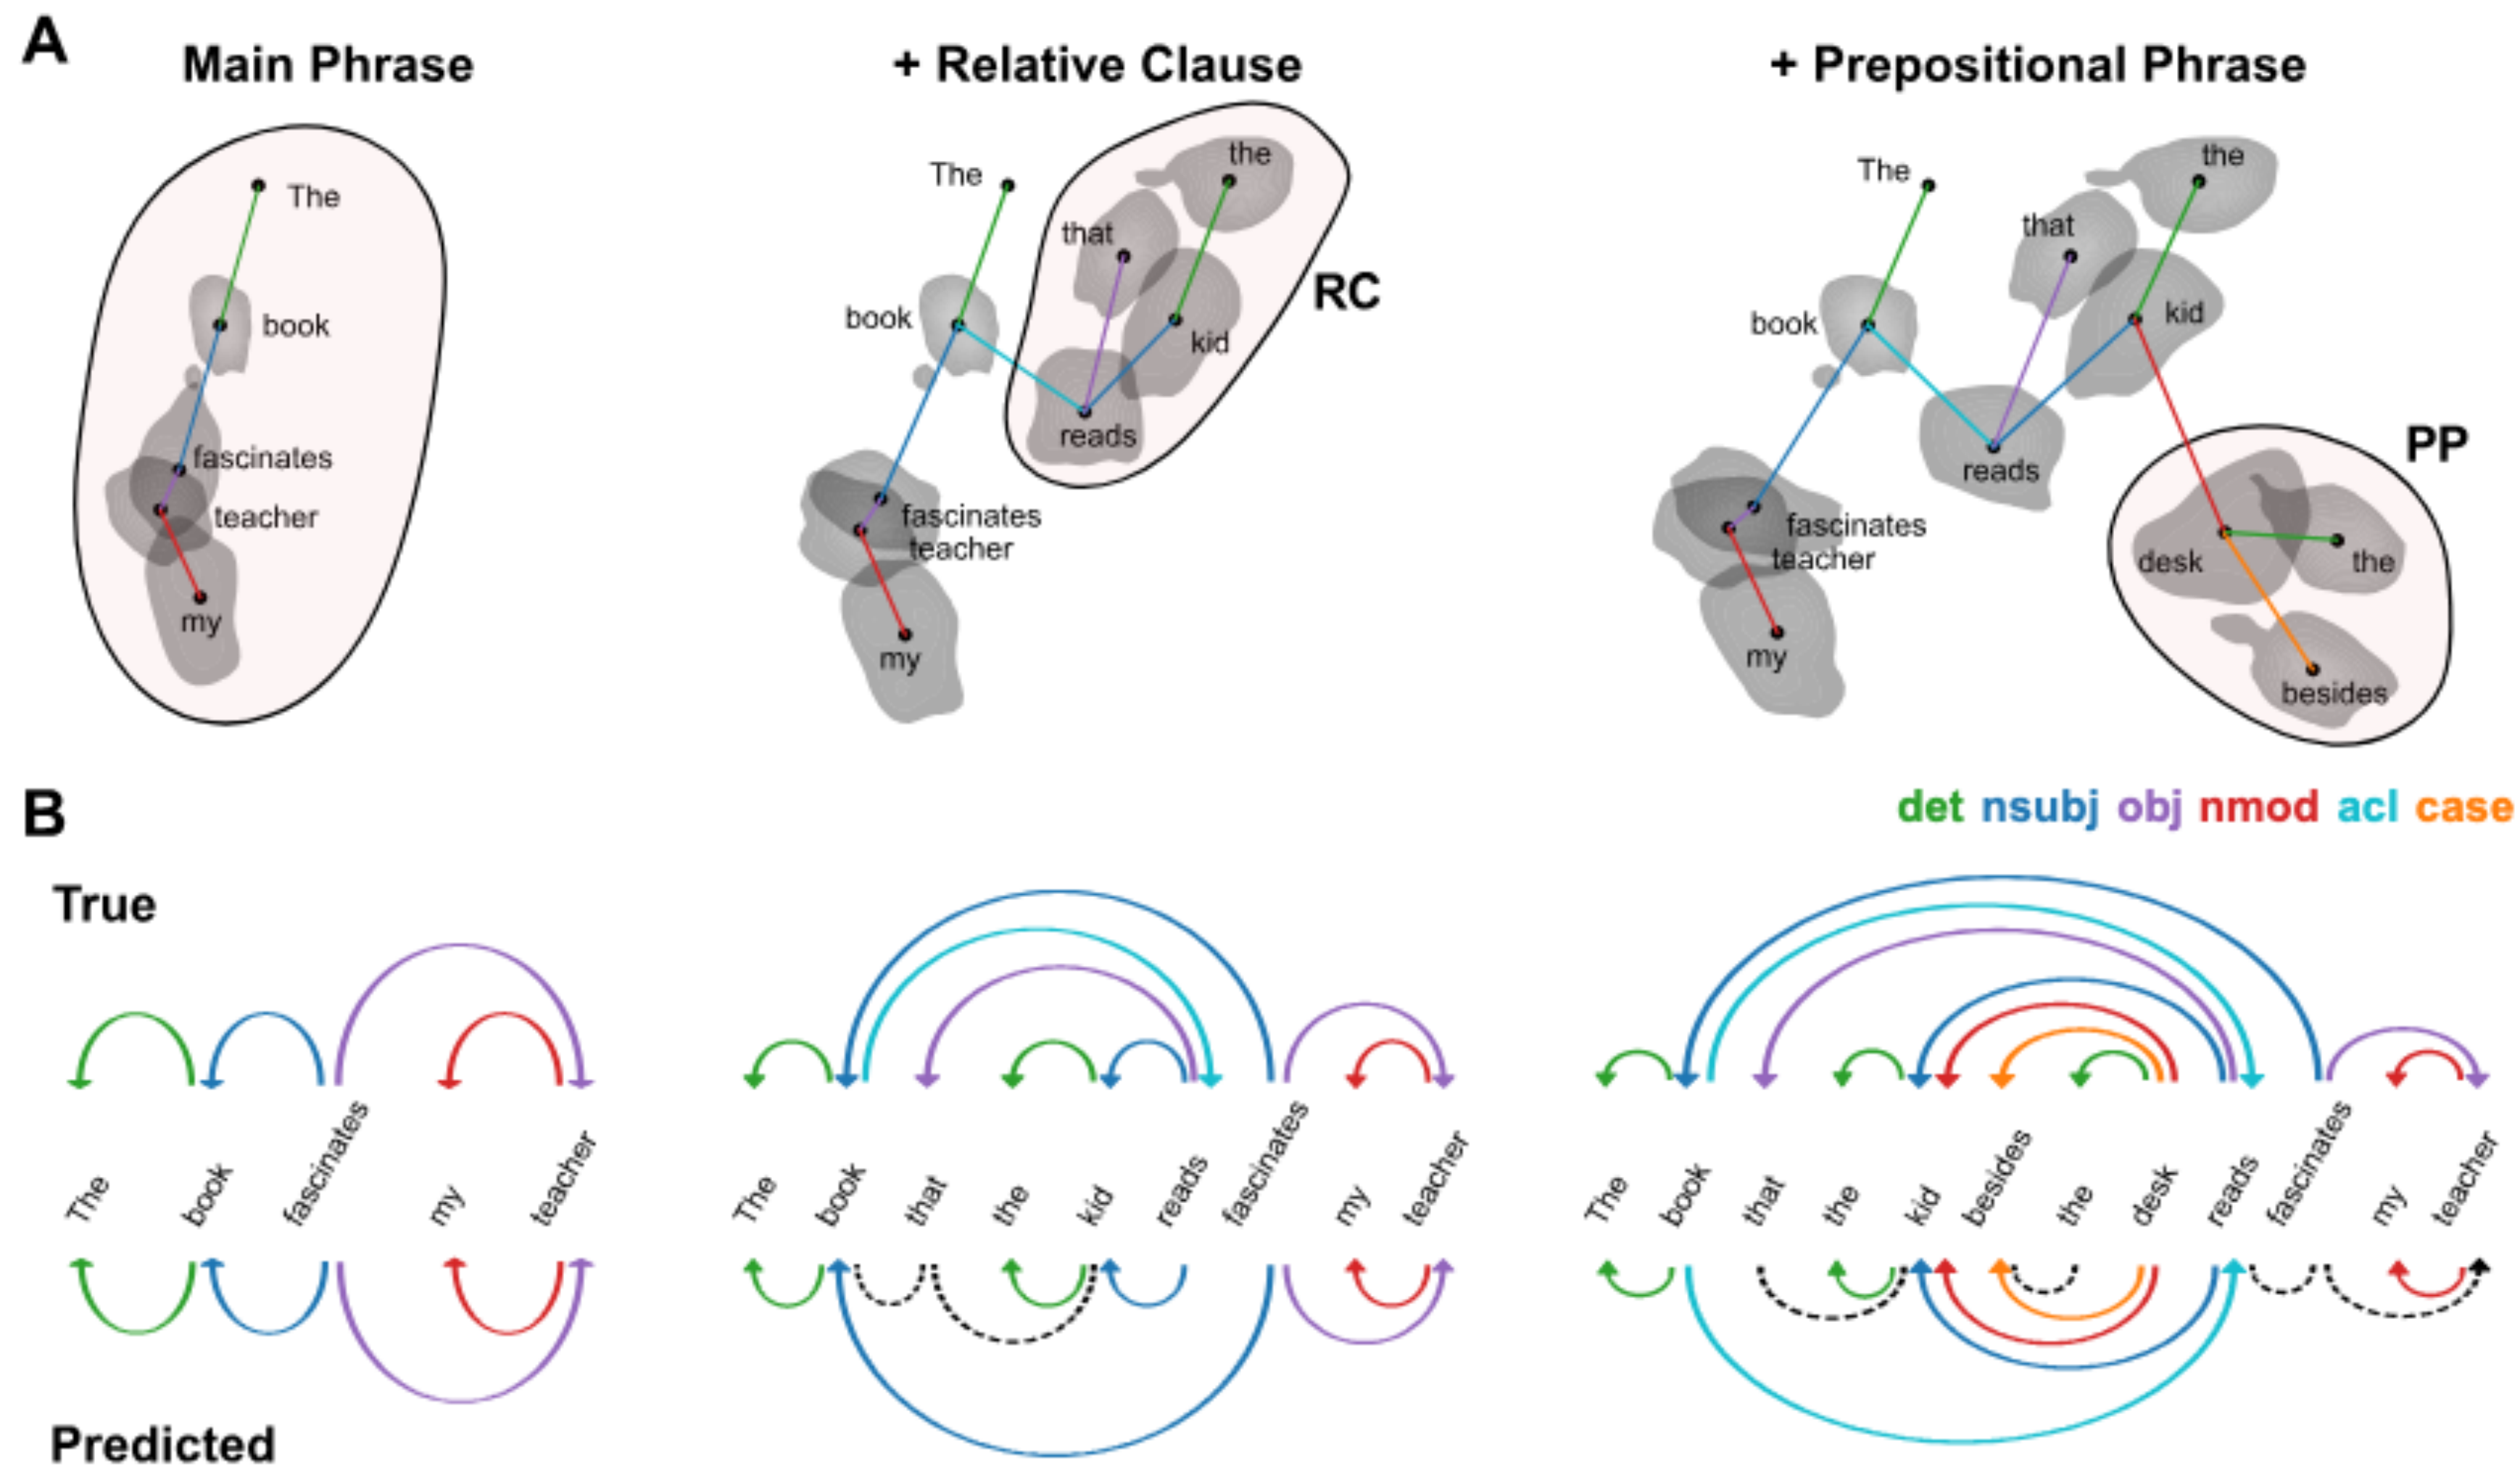 A
Main Phrase
The
book
fascinates
teacher
my
+ Relative Clause
The
the
that
book
kid
reads
RC
fascinates
teacher
my
+ Prepositional Phrase
The
the
that
book
kid
reads
PP
fascinates
teacher
desk
the
my
besides
B
det nsubj obj nmod acl case
True
The book fascinates my teacher
The book that the kid reads fascinates my teacher
The book that the kid besides the desk reads fascinates my teacher
Predicted